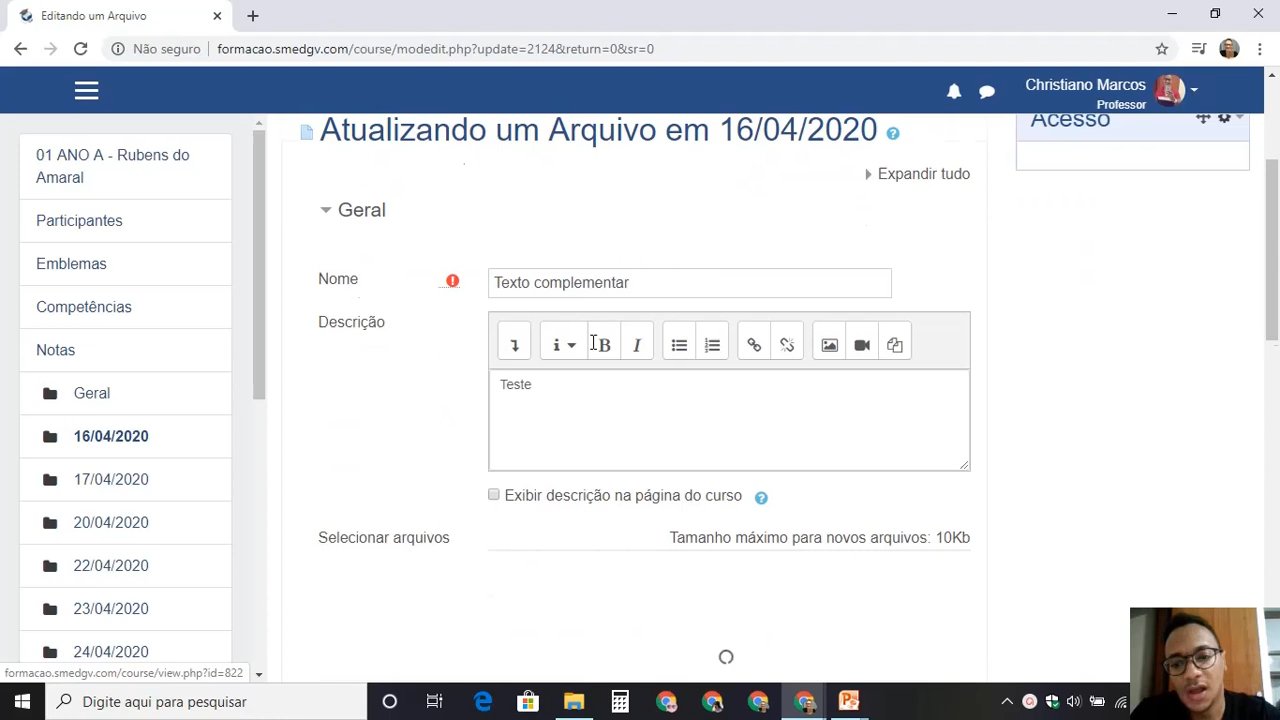 Editando um Arquivo
Não seguro
formacao.smedgv.com/course/modedit.php?update=2124&return=0&sr=0
Christiano Marcos
Professor
01 ANO A - Rubens do
Amaral
Participantes
Emblemas
Competências
Notas
Geral
16/04/2020
17/04/2020
20/04/2020
22/04/2020
23/04/2020
24/04/2020
Atualizando um Arquivo em 16/04/2020
Expandir tudo
Geral
Nome
Texto complementar
Descrição
B I
Teste
Exibir descrição na página do curso
Selecionar arquivos
Tamanho máximo para novos arquivos: 10Kb
Acesso
formacao.smedgv.com/course/view.php?id=822
Digite aqui para pesquisar